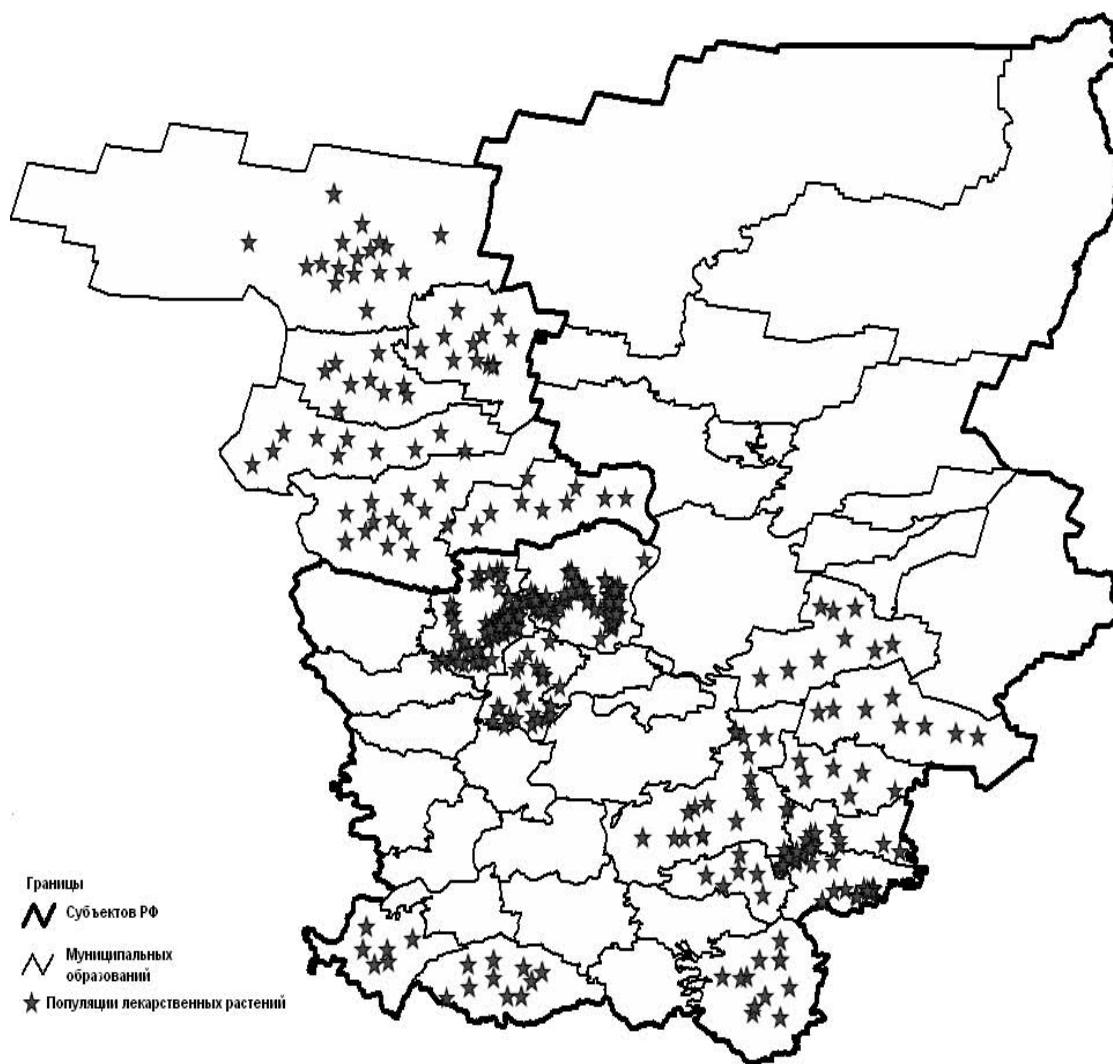 Границы
Субъектов РФ
Муниципальных
образований
Популяции лекарственных растений